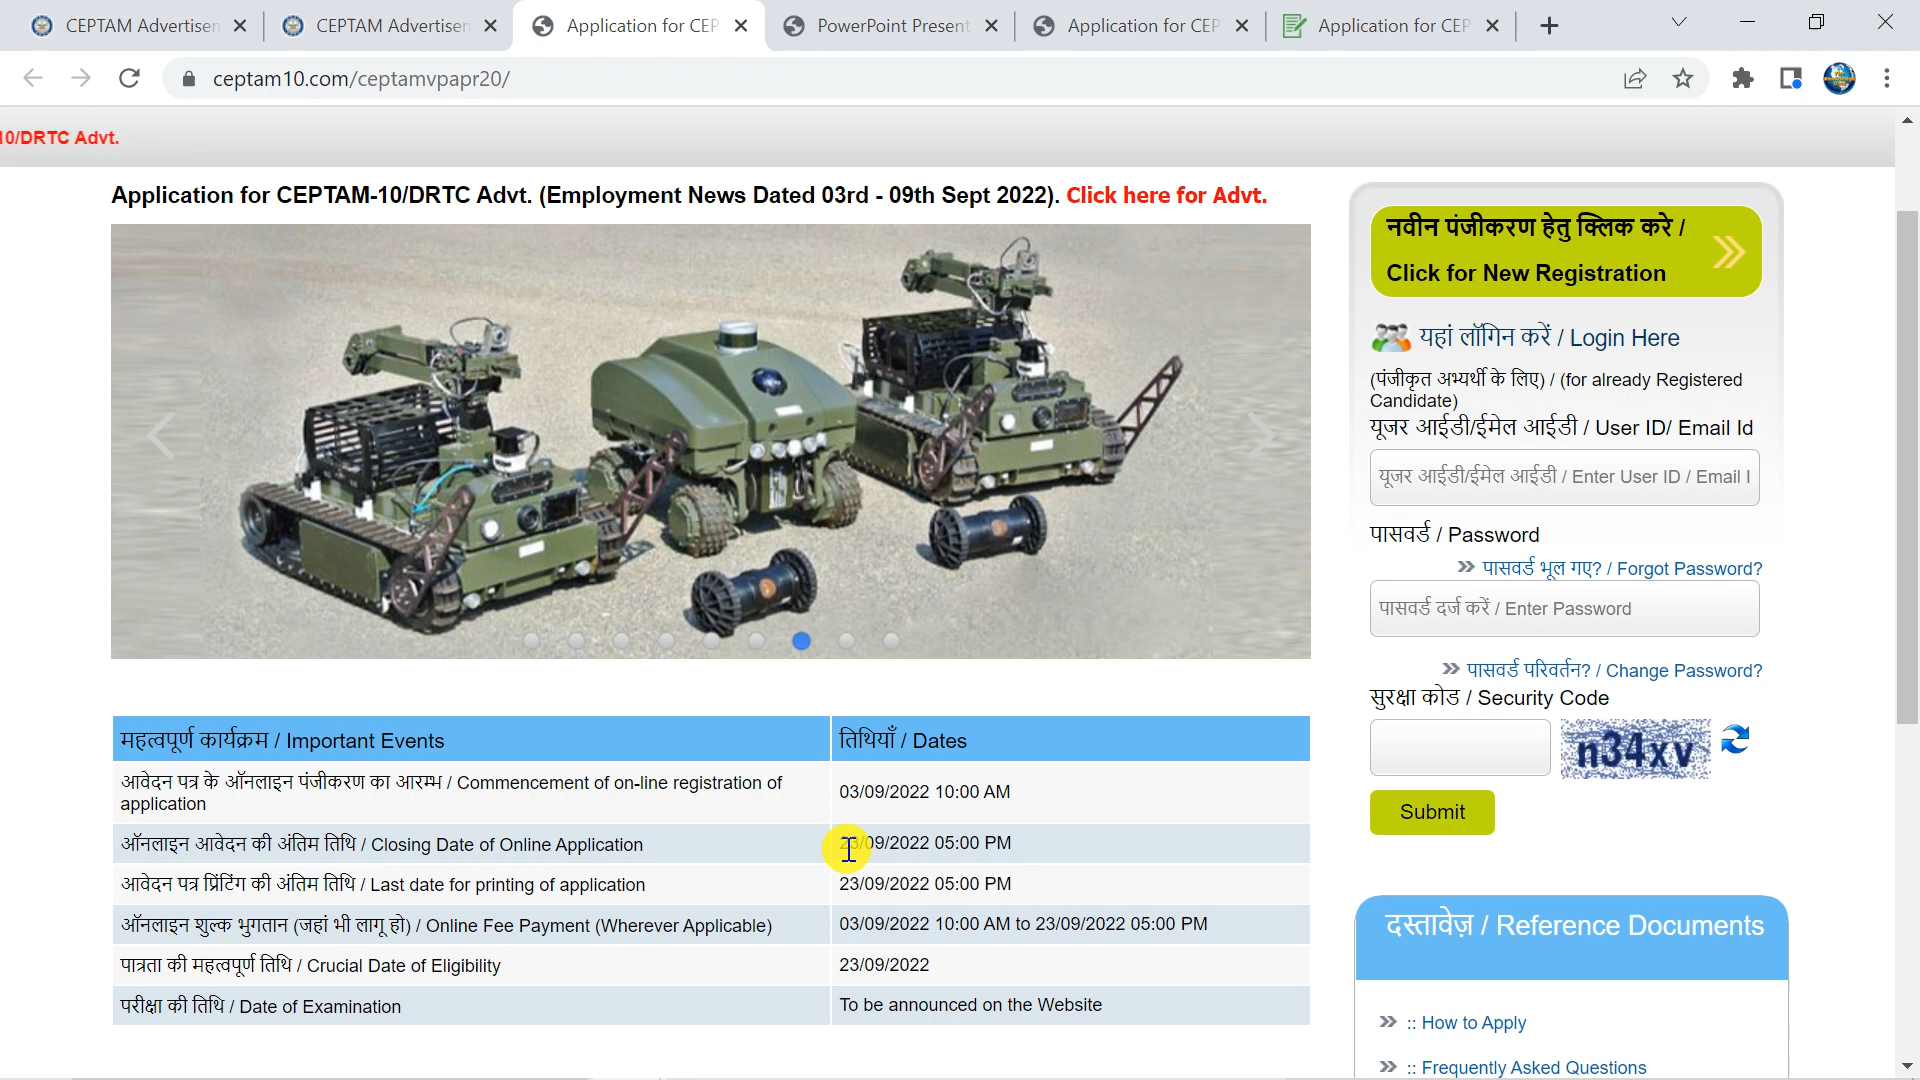 CEPTAM Advertisen
CEPTAM Advertisen
Application for CEP
PowerPoint Present
Application for CEP
Application for CEP
ceptam10.com/ceptamvpapr20/
10/DRTC Advt.
Application for CEPTAM-10/DRTC Advt. (Employment News Dated 03rd - 09th Sept 2022). Click here for Advt.
नवीन पंजीकरण हेतु क्लिक करे /
Click for New Registration
यहां लॉगिन करें / Login Here
(पंजीकृत अभ्यर्थी के लिए) / (for already Registered
Candidate)
यूजर आईडी/ईमेल आईडी / User ID/ Email Id
यूजर आईडी/ईमेल आईडी / Enter User ID / Email I
पासवर्ड / Password
पासवर्ड भूल गए? / Forgot Password?
पासवर्ड दर्ज करें / Enter Password
पासवर्ड परिवर्तन? / Change Password?
सुरक्षा कोड / Security Code
n34xv
Submit
महत्वपूर्ण कार्यक्रम / Important Events
तिथियाँ / Dates
आवेदन पत्र के ऑनलाइन पंजीकरण का आरम्भ / Commencement of on-line registration of
application
03/09/2022 10:00 AM
ऑनलाइन आवेदन की अंतिम तिथि / Closing Date of Online Application
23/09/2022 05:00 PM
आवेदन पत्र प्रिंटिंग की अंतिम तिथि / Last date for printing of application
23/09/2022 05:00 PM
ऑनलाइन शुल्क भुगतान (जहां भी लागू हो) / Online Fee Payment (Wherever Applicable)
03/09/2022 10:00 AM to 23/09/2022 05:00 PM
पात्रता की महत्वपूर्ण तिथि / Crucial Date of Eligibility
23/09/2022
परीक्षा की तिथि / Date of Examination
To be announced on the Website
दस्तावेज़ / Reference Documents
:: How to Apply
:: Frequently Asked Questions